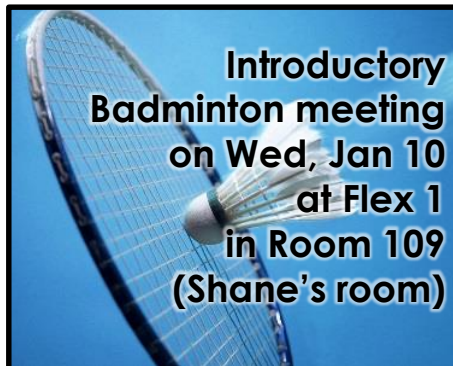 Introductory
Badminton meeting
on Wed, Jan 10
at Flex 1
in Room 109
(Shane's room)